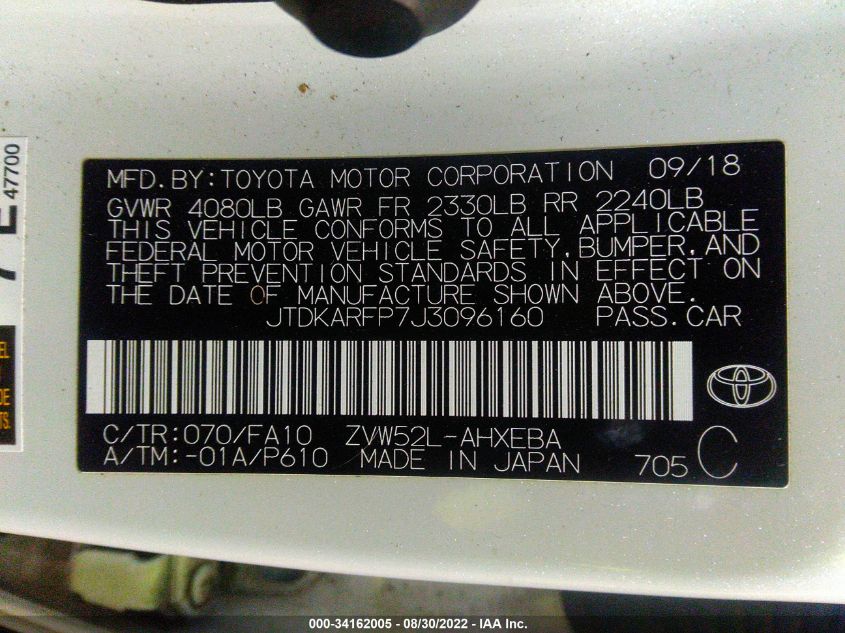 MFD.BY:TOYOTA MOTOR CORPORATION 09/18
GVWR 4080LB GAWR FR 2330LB RR 2240LB
THIS VEHICLE CONFORMS TO ALL APPLICABLE
FEDERAL MOTOR VEHICLE SAFETY,BUMPER,AND
THEFT PREVENTION STANDARDS IN EFFECT ON
THE DATE OF MANUFACTURE SHOWN ABOVE.
JTDKARFP7J3096160 PASS.CAR
C/TR:070/FA10 ZVW52L-AHXEBA
A/TM:-01A/P610 MADE IN JAPAN 705 C
47700
000-34162005 - 08/30/2022 - IAA Inc.